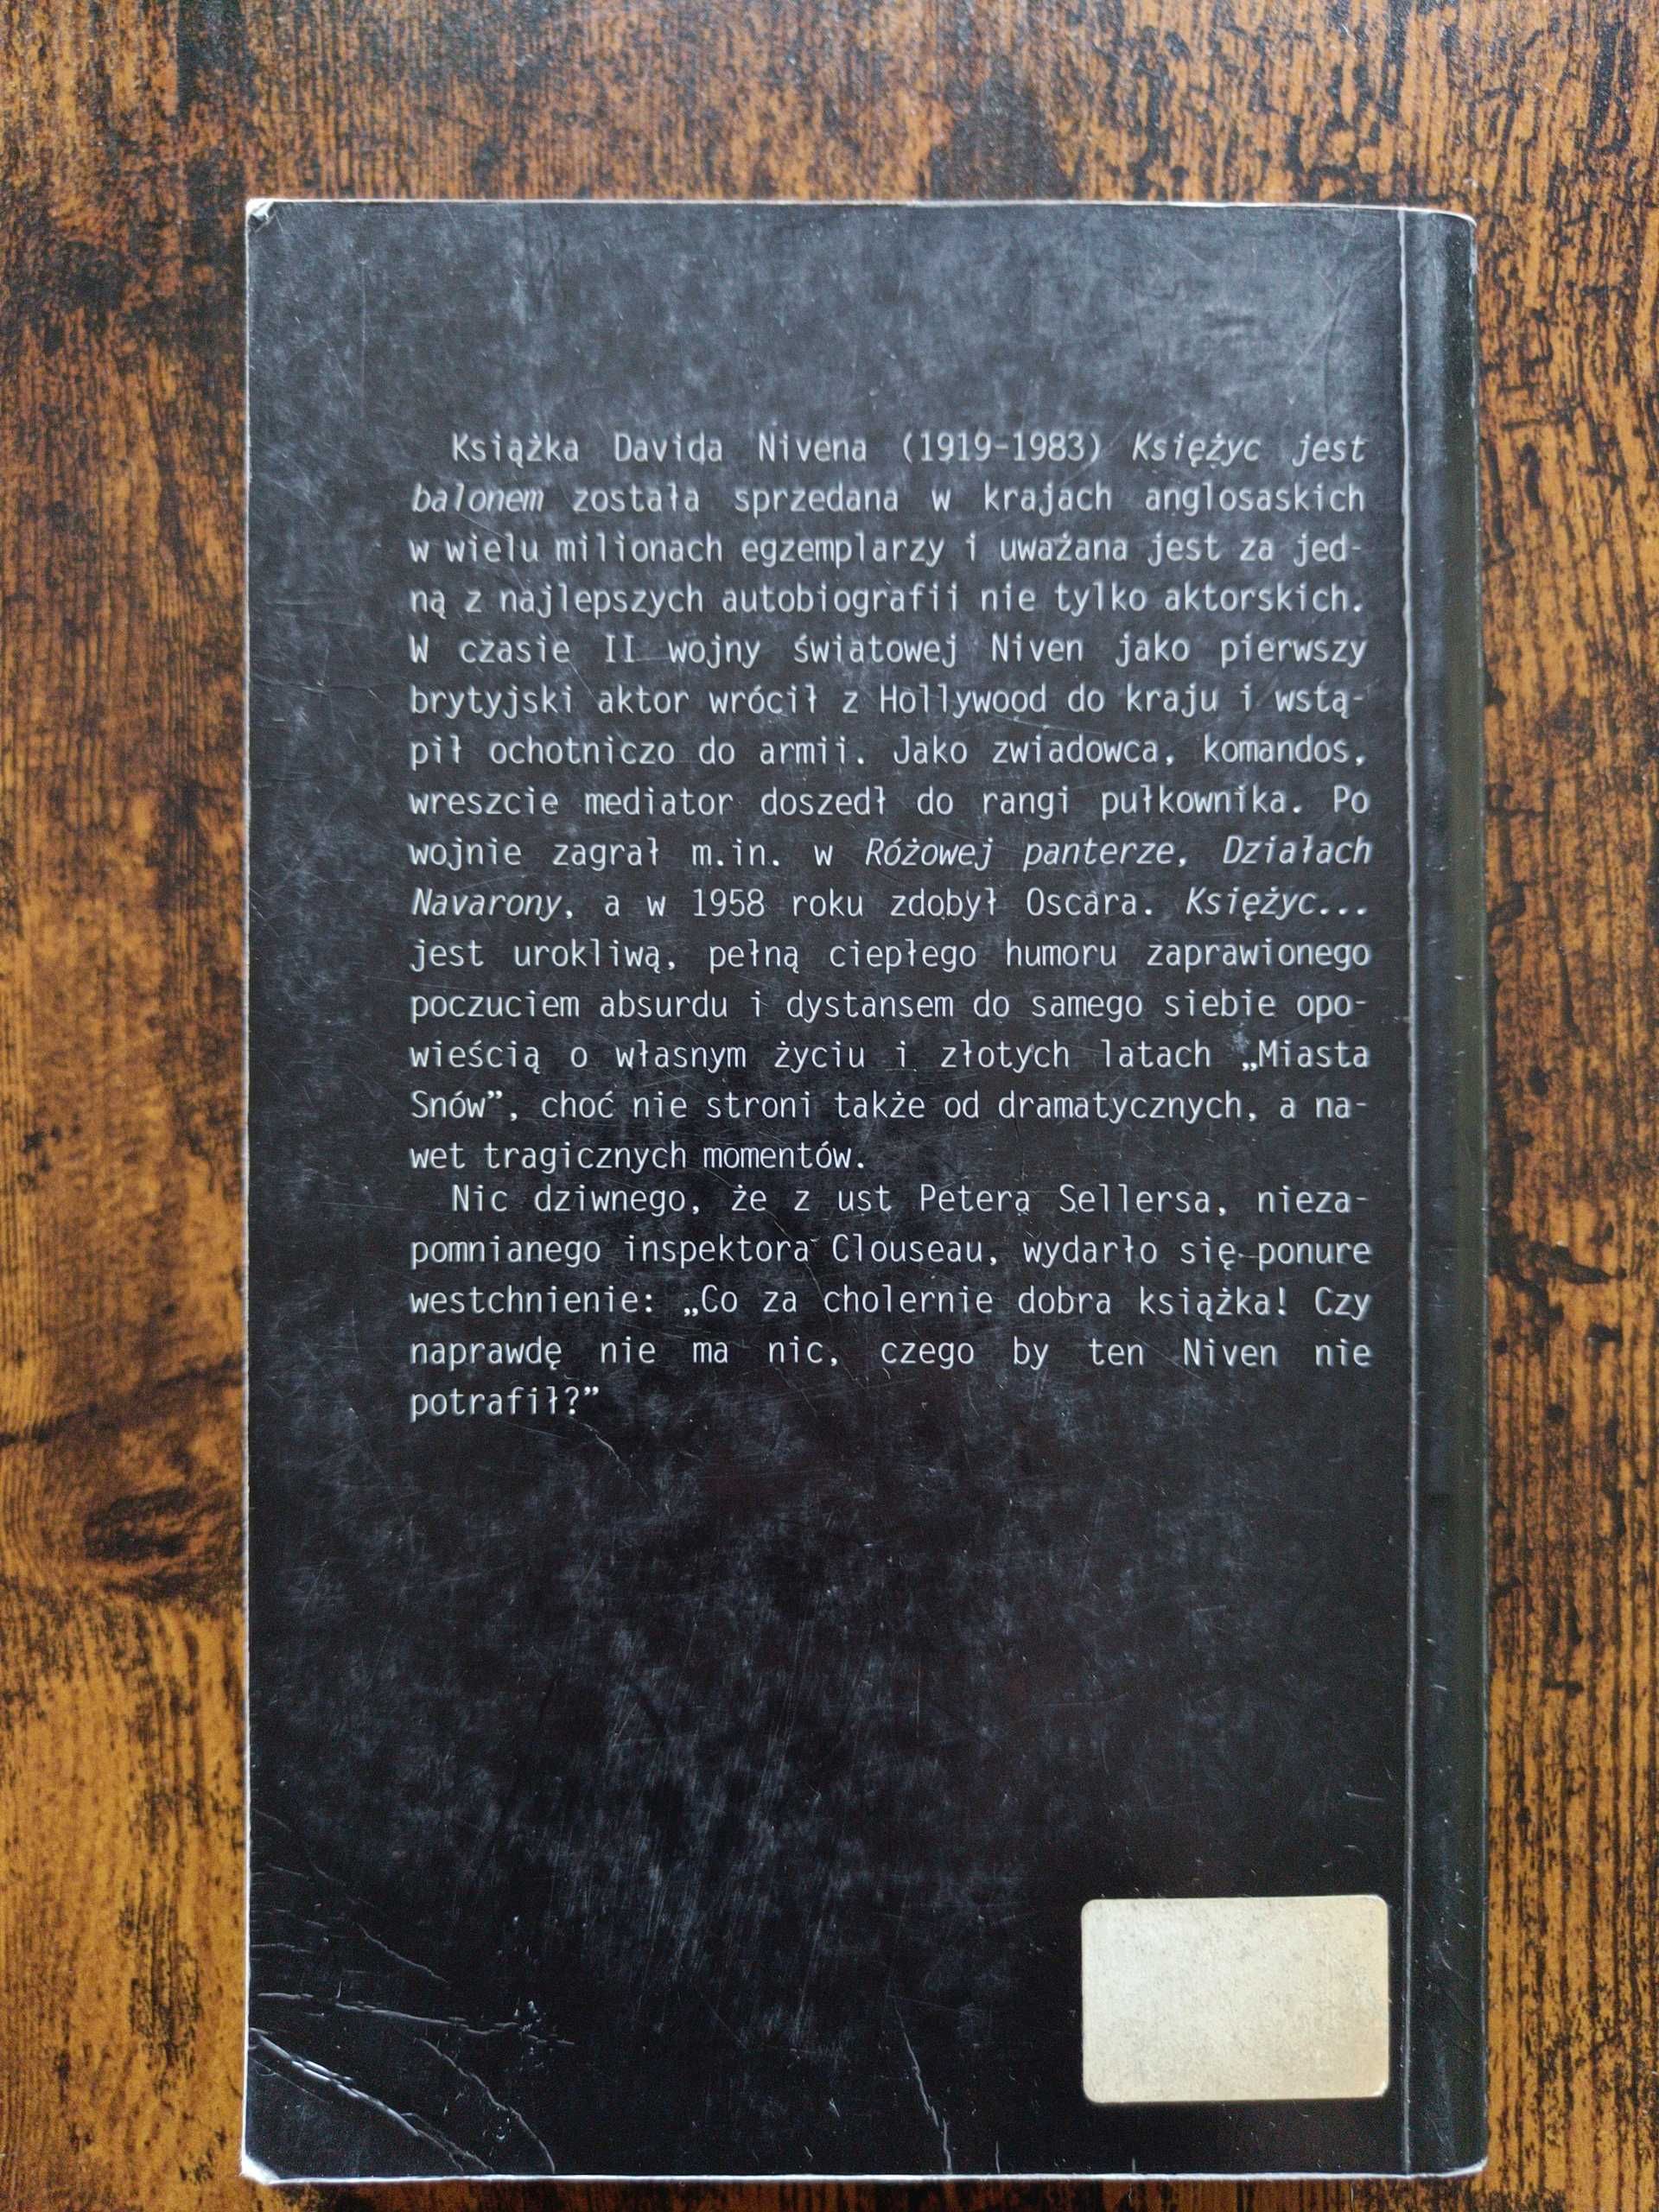 Książka Davida Nivena (1919-1983) Księżyc jest
balonem została sprzedana w krajach anglosaskich
w wielu milionach egzemplarzy i uważana jest za jed-
ną z najlepszych autobiografii nie tylko aktorskich.
W czasie II wojny światowej Niven jako pierwszy
brytyjski aktor wrócił z Hollywood do kraju i wstą-
pił ochotniczo do armii. Jako zwiadowca, komandos,
wreszcie mediator doszedł do rangi pułkownika. Po
wojnie zagrał m.in. w Różowej panterze, Działach
Navarony, a w 1958 roku zdobył Oscara. Księżyc...
jest urokliwą, pełną ciepłego humoru zaprawionego
poczuciem absurdu i dystansem do samego siebie opo-
wieścią o własnym życiu i złotych latach „Miasta
Snów”, choć nie stroni także od dramatycznych, a na-
wet tragicznych momentów.
Nic dziwnego, że z ust Petera Sellersa, nieza-
pomnianego inspektora Clouseau, wydarło się ponure
westchnienie: „Co za cholernie dobra książka! Czy
naprawdę nie ma nic, czego by ten Niven nie
potrafił?”